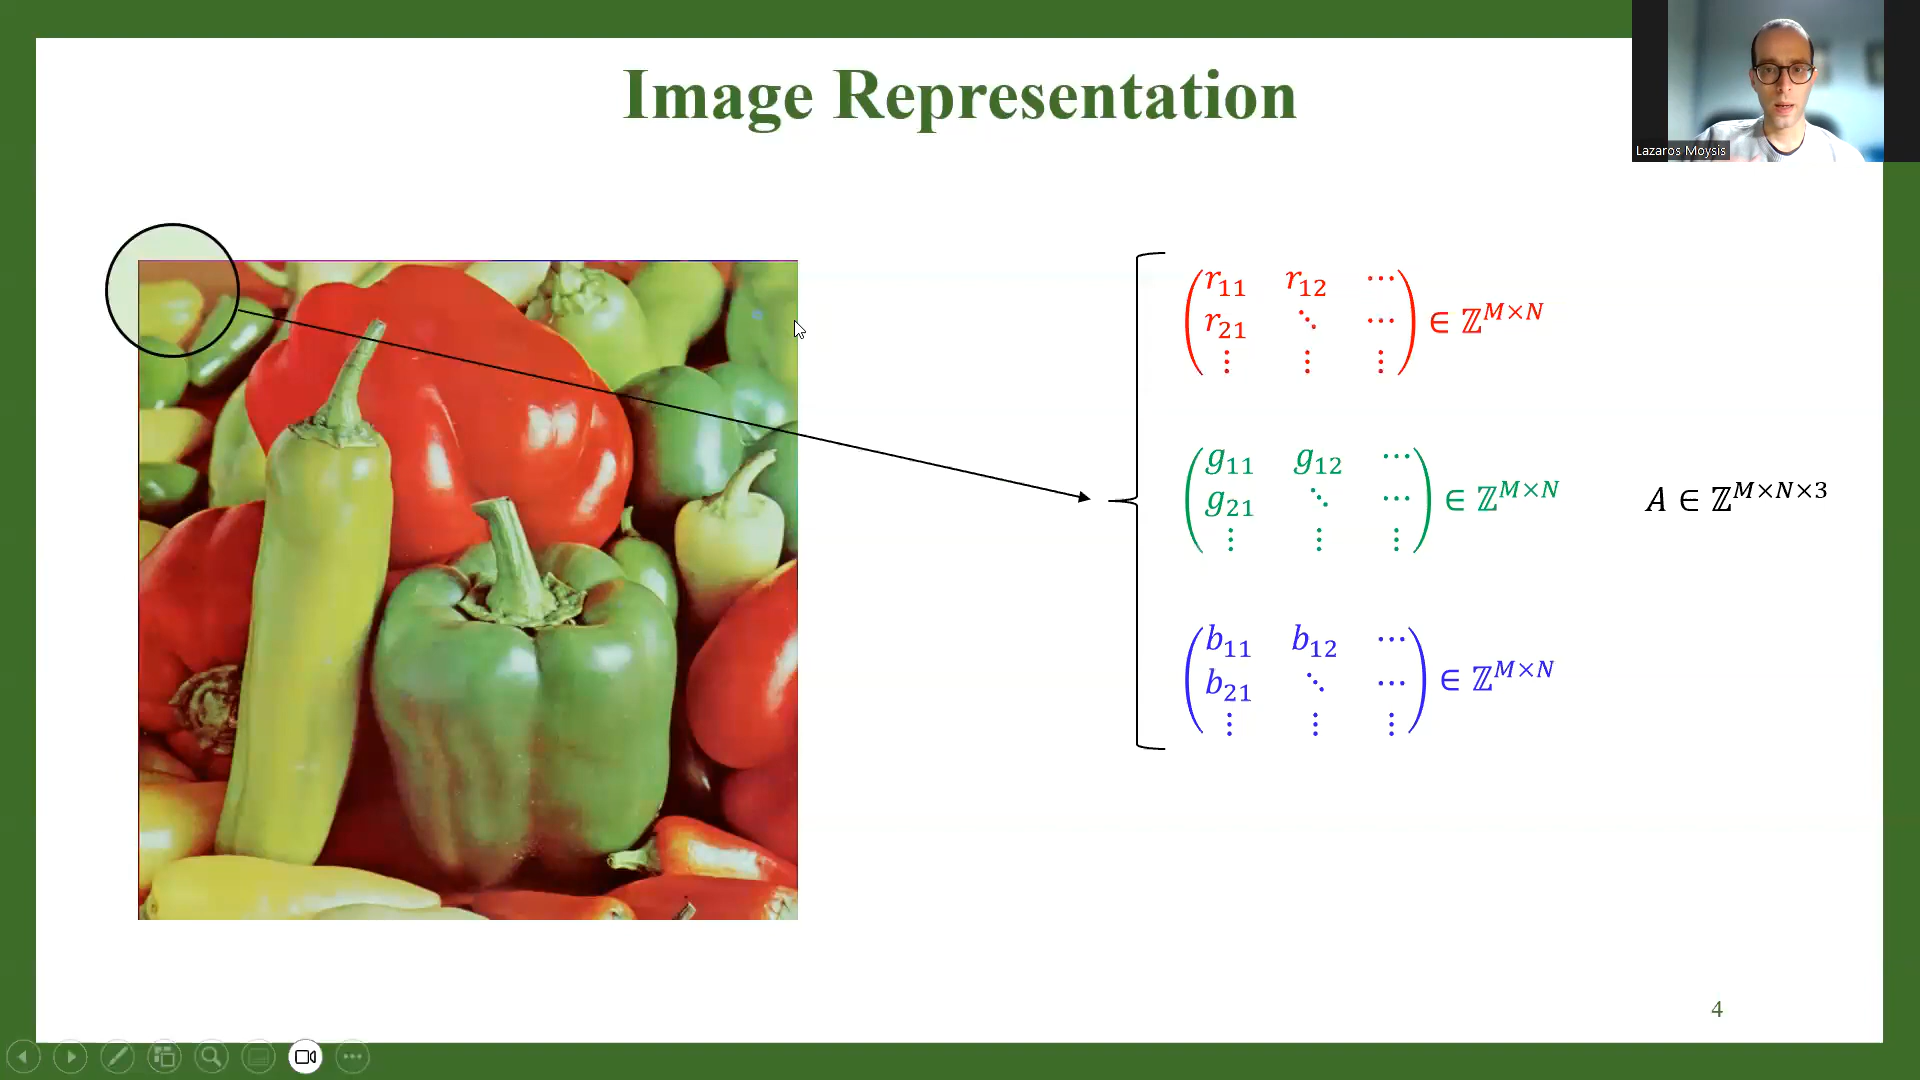 Image Representation
Lazaros Moysis
r₁₁ r₁₂ ⋯
r₂₁ ⋱ ⋯ ∈ ℤ^{M×N}
⋮ ⋮ ⋮
g₁₁ g₁₂ ⋯
g₂₁ ⋱ ⋯ ∈ ℤ^{M×N}
⋮ ⋮ ⋮
A ∈ ℤ^{M×N×3}
b₁₁ b₁₂ ⋯
b₂₁ ⋱ ⋯ ∈ ℤ^{M×N}
⋮ ⋮ ⋮
4